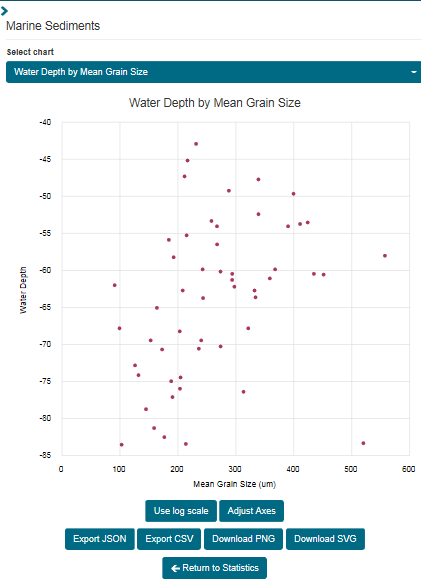 Marine Sediments
Select chart
Water Depth by Mean Grain Size
Water Depth by Mean Grain Size
-40
-45
-50
-55
-60
-65
-70
-75
-80
-85
Water Depth
0 100 200 300 400 500 600
Mean Grain Size (um)
Use log scale Adjust Axes
Export JSON Export CSV Download PNG Download SVG
Return to Statistics